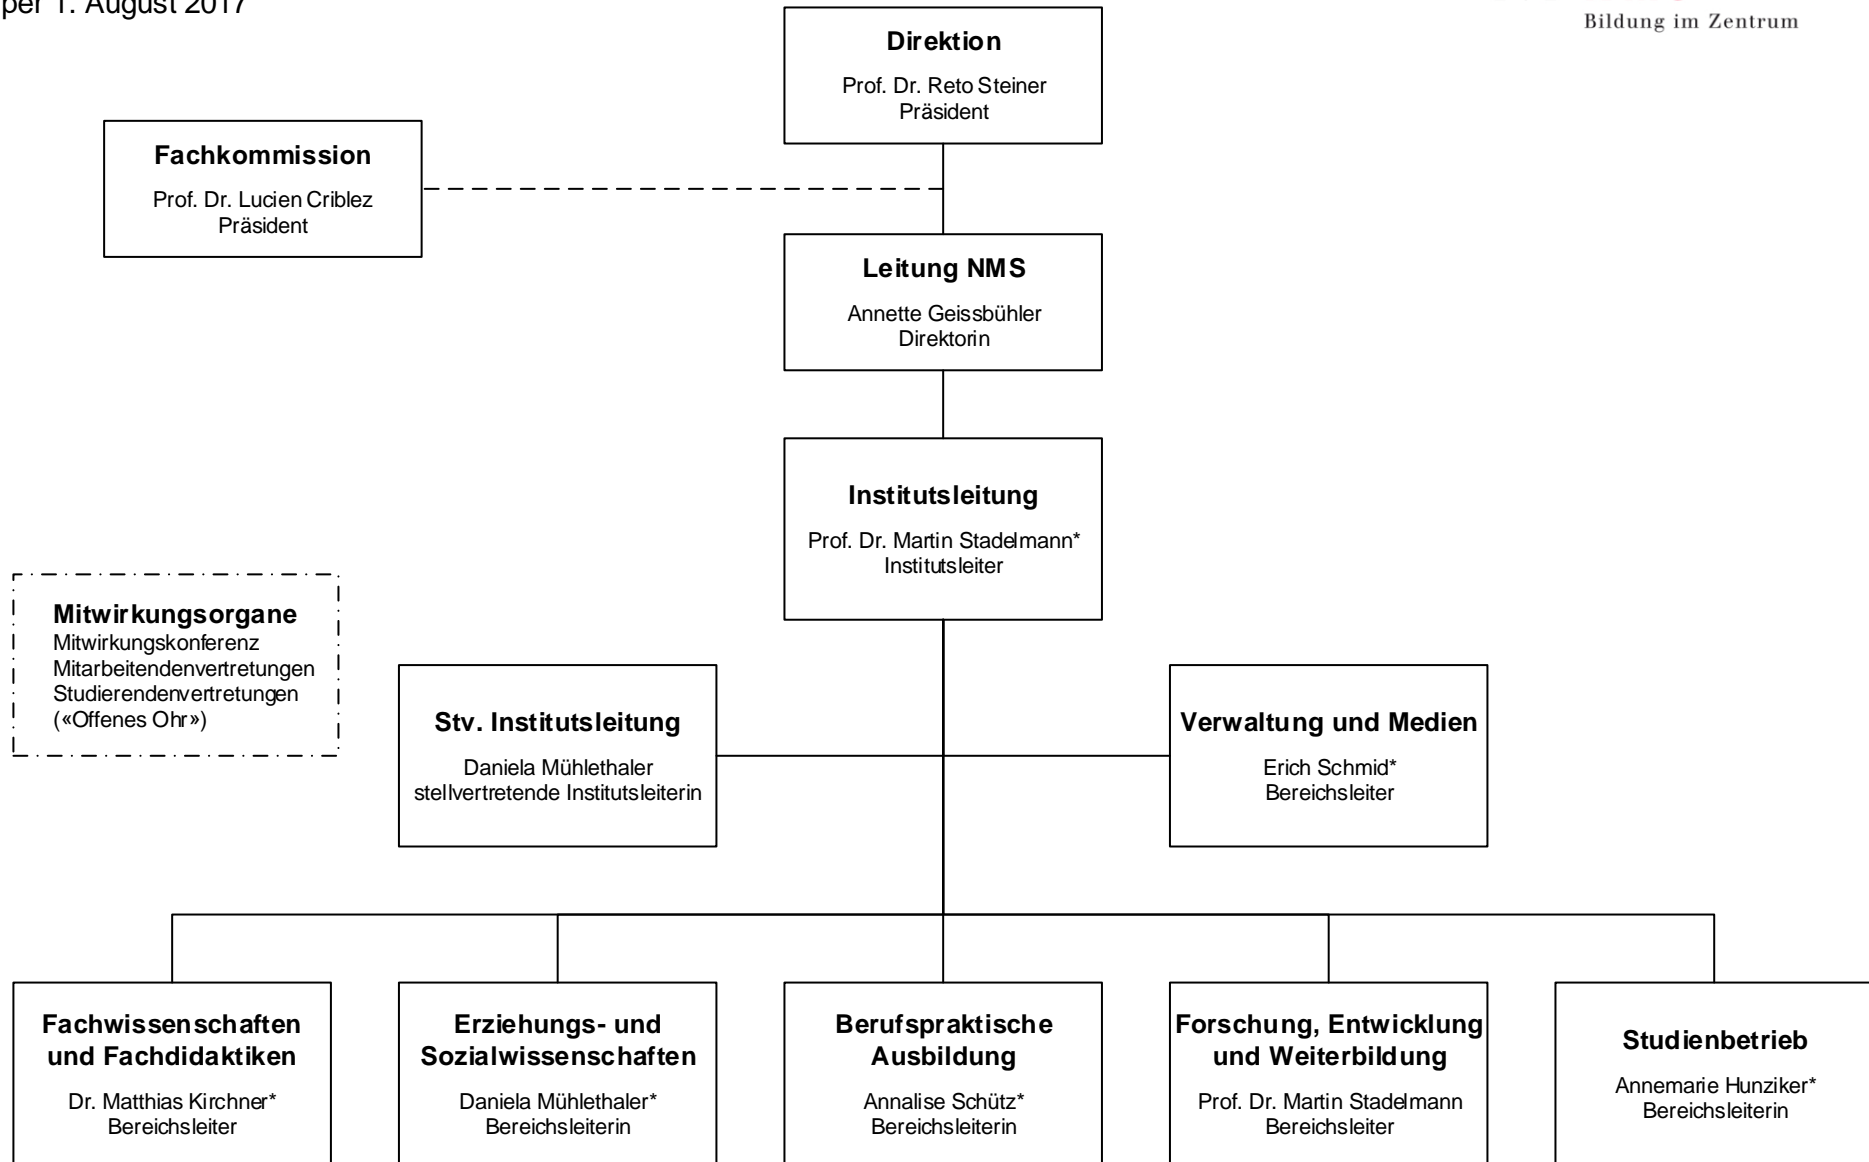 per 1. August 2017
Bildung im Zentrum
Direktion
Prof. Dr. Reto Steiner
Präsident
Fachkommission
Prof. Dr. Lucien Criblez
Präsident
Leitung NMS
Annette Geissbühler
Direktorin
Institutsleitung
Prof. Dr. Martin Stadelmann*
Institutsleiter
Mitwirkungsorgane
Mitwirkungskonferenz
Mitarbeitendenvertretungen
Studierendenvertretungen
(«Offenes Ohr»)
Stv. Institutsleitung
Daniela Mühlethaler
stellvertretende Institutsleiterin
Verwaltung und Medien
Erich Schmid*
Bereichsleiter
Fachwissenschaften
und Fachdidaktiken
Dr. Matthias Kirchner*
Bereichsleiter
Erziehungs- und
Sozialwissenschaften
Daniela Mühlethaler*
Bereichsleiterin
Berufspraktische
Ausbildung
Annalise Schütz*
Bereichsleiterin
Forschung, Entwicklung
und Weiterbildung
Prof. Dr. Martin Stadelmann
Bereichsleiter
Studienbetrieb
Annemarie Hunziker*
Bereichsleiterin